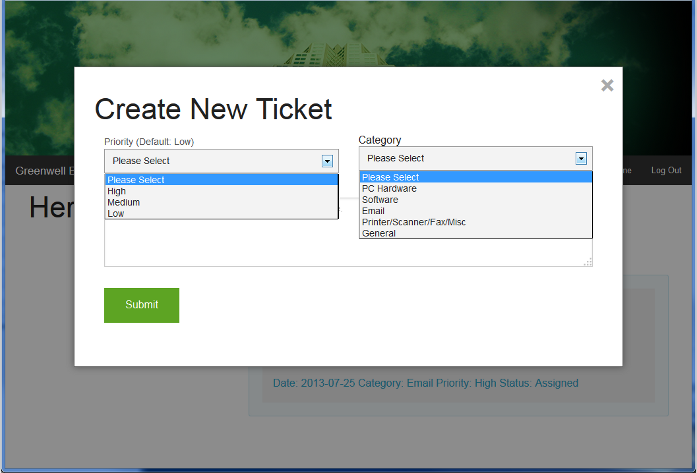 Create New Ticket
Priority (Default: Low)
Category
Please Select
Please Select
Please Select
High
Medium
Low
Please Select
PC Hardware
Software
Email
Printer/Scanner/Fax/Misc
General
Greenwell
Log Out
Submit
Date: 2013-07-25 Category: Email Priority: High Status: Assigned